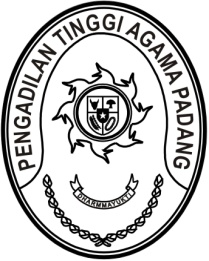 PENGADILAN TINGGI AGAMA PADANG
DHARMMAYUKTI